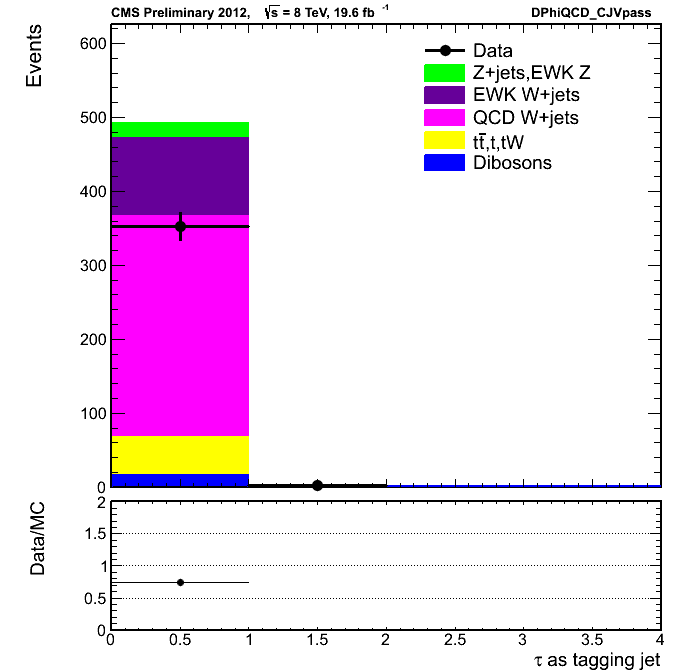 CMS Preliminary 2012, √s = 8 TeV, 19.6 fb -1 DPhiQCD_CJVpass
Events
600
500
400
300
200
100
0
Data
Z+jets,EWK Z
EWK W+jets
QCD W+jets
tt̄,t,tW
Dibosons
Data/MC
2
1.5
1
0.5
0
0 0.5 1 1.5 2 2.5 3 3.5 4
τ as tagging jet